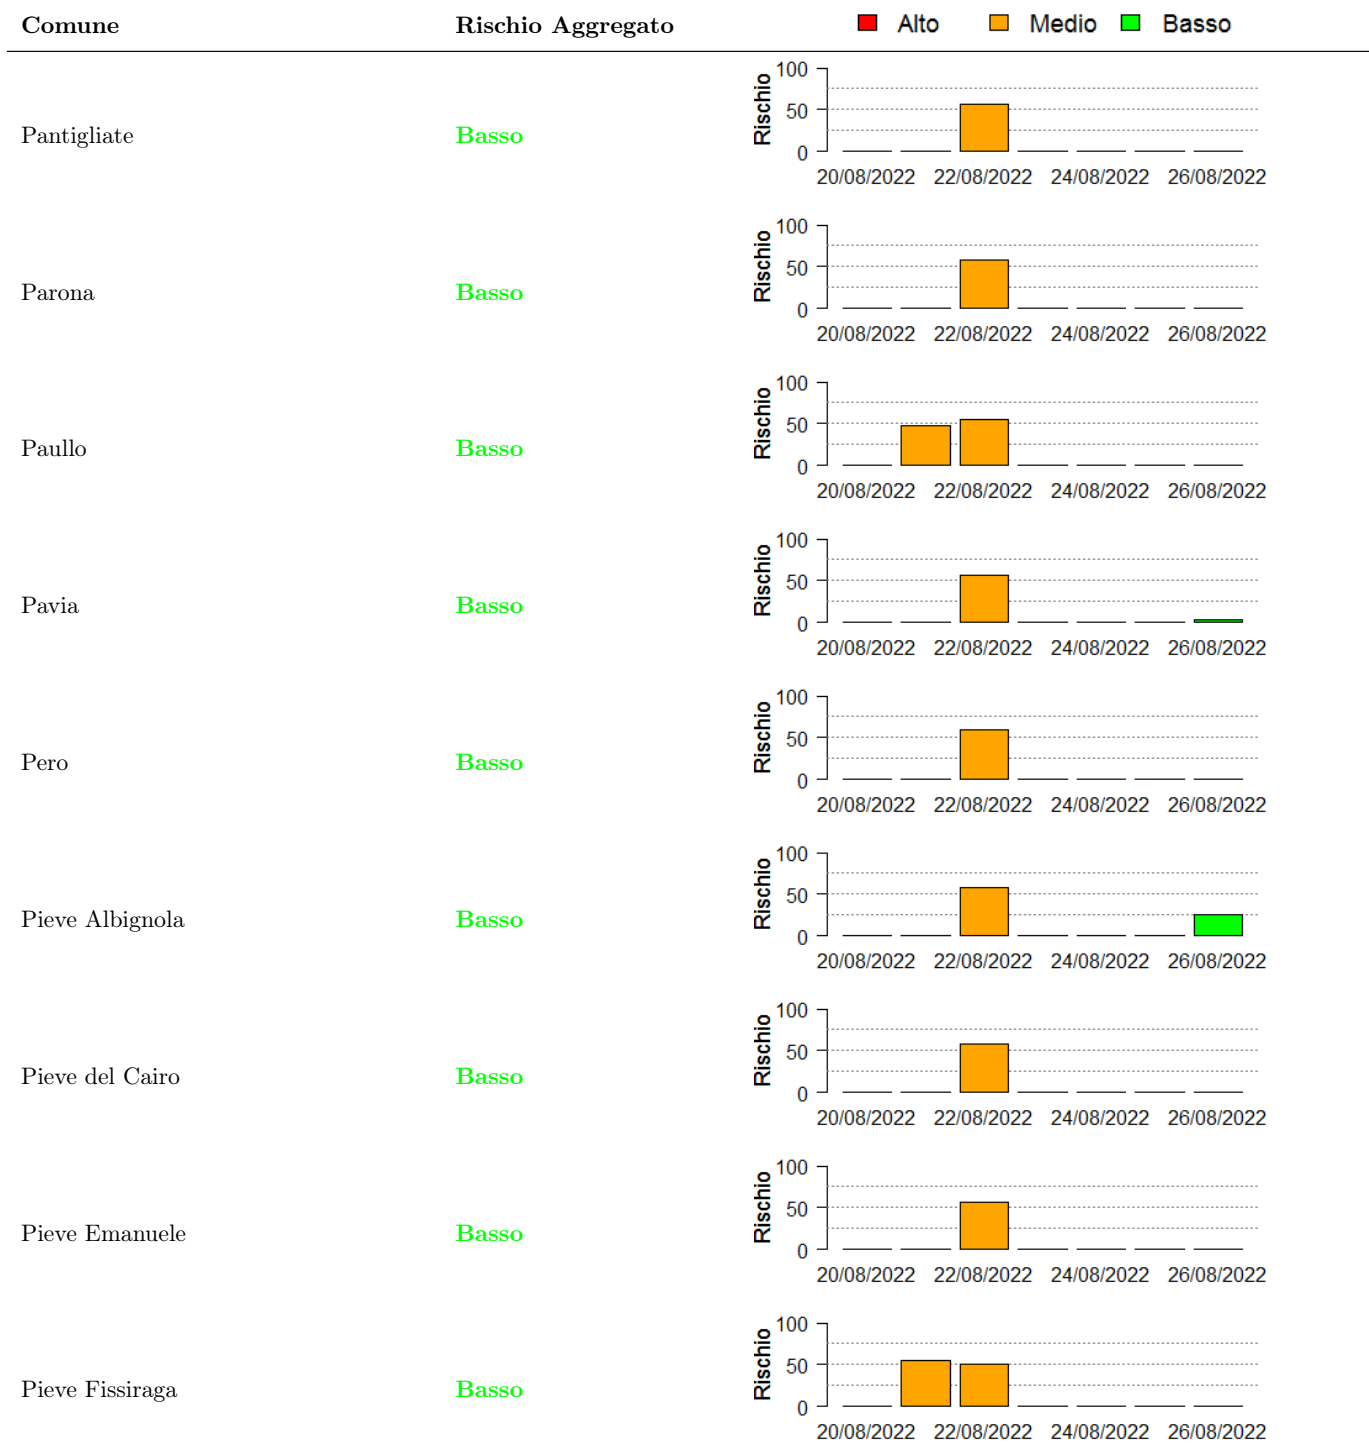 Comune Rischio Aggregato Alto Medio Basso
100
50
0
Rischio
Pantigliate Basso
20/08/2022 22/08/2022 24/08/2022 26/08/2022
100
50
0
Rischio
Parona Basso
20/08/2022 22/08/2022 24/08/2022 26/08/2022
100
50
0
Rischio
Paullo Basso
20/08/2022 22/08/2022 24/08/2022 26/08/2022
100
50
0
Rischio
Pavia Basso
20/08/2022 22/08/2022 24/08/2022 26/08/2022
100
50
0
Rischio
Pero Basso
20/08/2022 22/08/2022 24/08/2022 26/08/2022
100
50
0
Rischio
Pieve Albignola Basso
20/08/2022 22/08/2022 24/08/2022 26/08/2022
100
50
0
Rischio
Pieve del Cairo Basso
20/08/2022 22/08/2022 24/08/2022 26/08/2022
100
50
0
Rischio
Pieve Emanuele Basso
20/08/2022 22/08/2022 24/08/2022 26/08/2022
100
50
0
Rischio
Pieve Fissiraga Basso
20/08/2022 22/08/2022 24/08/2022 26/08/2022